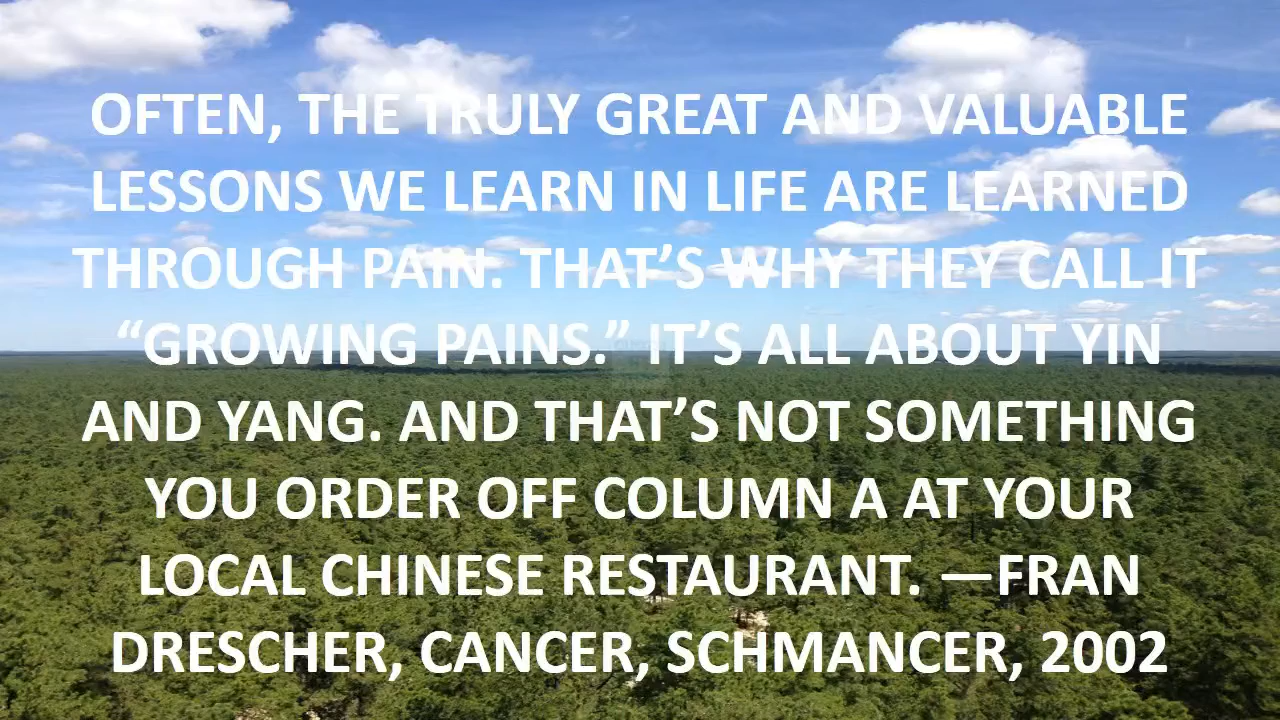 OFTEN, THE TRULY GREAT AND VALUABLE
LESSONS WE LEARN IN LIFE ARE LEARNED
THROUGH PAIN. THAT’S WHY THEY CALL IT
“GROWING PAINS.” IT’S ALL ABOUT YIN
AND YANG. AND THAT’S NOT SOMETHING
YOU ORDER OFF COLUMN A AT YOUR
LOCAL CHINESE RESTAURANT. —FRAN
DRESCHER, CANCER, SCHMANCER, 2002